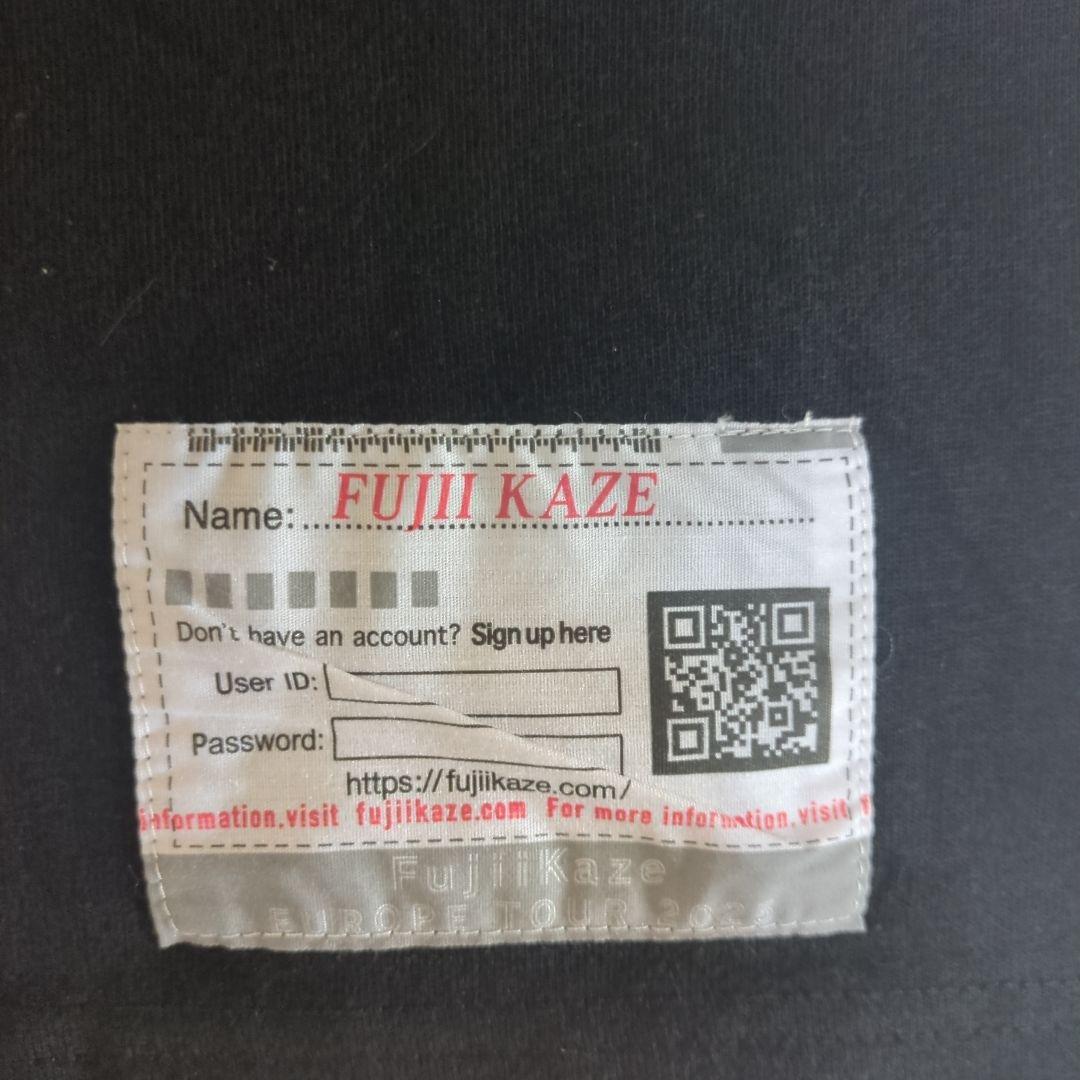 Name: FUJII KAZE
Don't have an account? Sign up here
User ID:
Password:
https://fujiikaze.com/
information.visit fujiikaze.com For more information.visit
FujiiKaze
EUROPE TOUR 2025